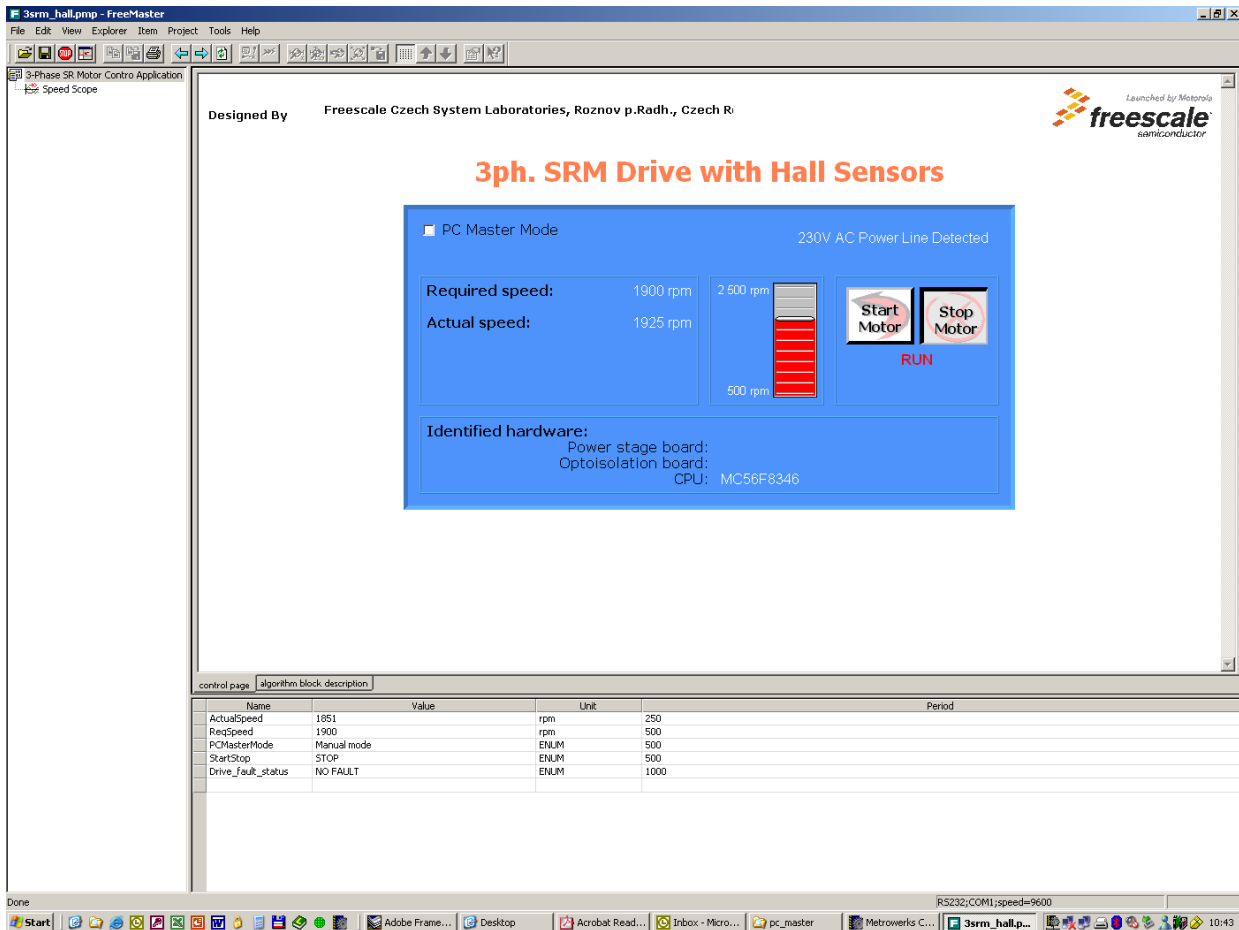 3srm_hall.pmp - FreeMaster
File Edit View Explorer Item Project Tools Help
3-Phase SR Motor Contro Application
Speed Scope
Designed By Freescale Czech System Laboratories, Roznov p.Radh., Czech R
Launched by Motorola
freescale
semiconductor
3ph. SRM Drive with Hall Sensors
PC Master Mode
230V AC Power Line Detected
Required speed: 1900 rpm
Actual speed: 1925 rpm
2 500 rpm
500 rpm
Start Motor
Stop Motor
RUN
Identified hardware:
Power stage board:
Optoisolation board:
CPU: MC56F8346
control page algorithm block description
Name Value Unit Period
ActualSpeed 1851 rpm 250
ReqSpeed 1900 rpm 500
PCMasterMode Manual mode ENUM 500
StartStop STOP ENUM 500
Drive_fault_status NO FAULT ENUM 1000
Done
RS232;COM1;speed=9600
Start Adobe Frame... Desktop Acrobat Read... Inbox - Micro... pc_master Metrowerks C... 3srm_hall.p... 10:43